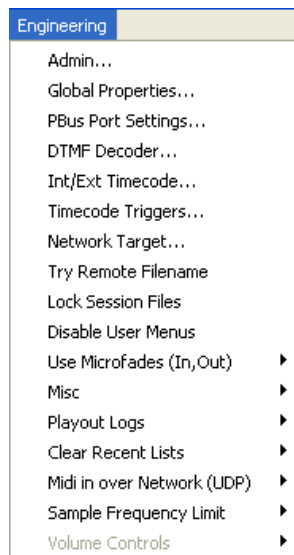 Engineering
Admin...
Global Properties...
PBus Port Settings...
DTMF Decoder...
Int/Ext Timecode...
Timecode Triggers...
Network Target...
Try Remote Filename
Lock Session Files
Disable User Menus
Use Microfades (In,Out)
Misc
Playout Logs
Clear Recent Lists
Midi in over Network (UDP)
Sample Frequency Limit
Volume Controls